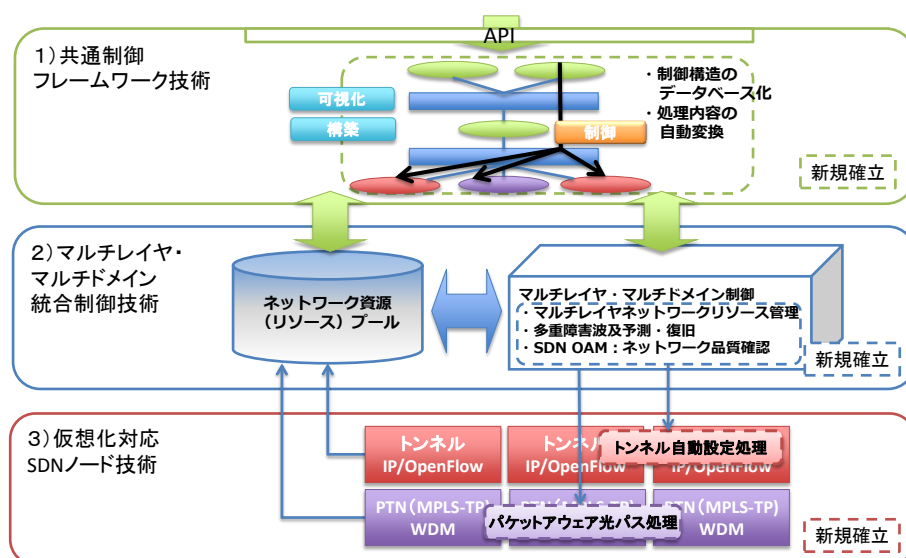 API
1）共通制御
フレームワーク技術
・制御構造の
データベース化
・処理内容の
自動変換
可視化
構築
制御
新規確立
2）マルチレイヤ・
マルチドメイン
統合制御技術
ネットワーク資源
（リソース）プール
マルチレイヤ・マルチドメイン制御
・マルチレイヤネットワークリソース管理
・多重障害波及予測・復旧
・SDN OAM：ネットワーク品質確認
新規確立
3）仮想化対応
SDNノード技術
トンネル
IP/OpenFlow
トンネル
IP/OpenFlow
IP/OpenFlow
トンネル自動設定処理
PTN（MPLS-TP）
WDM
WDM
WDM
パケットアウェア光パス処理
新規確立